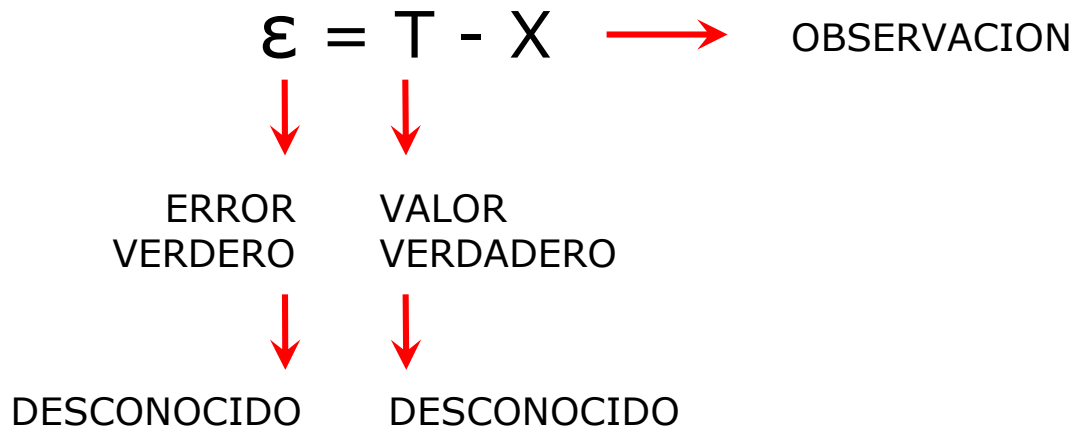 ε = T - X OBSERVACION
ERROR VALOR
VERDERO VERDADERO
DESCONOCIDO DESCONOCIDO